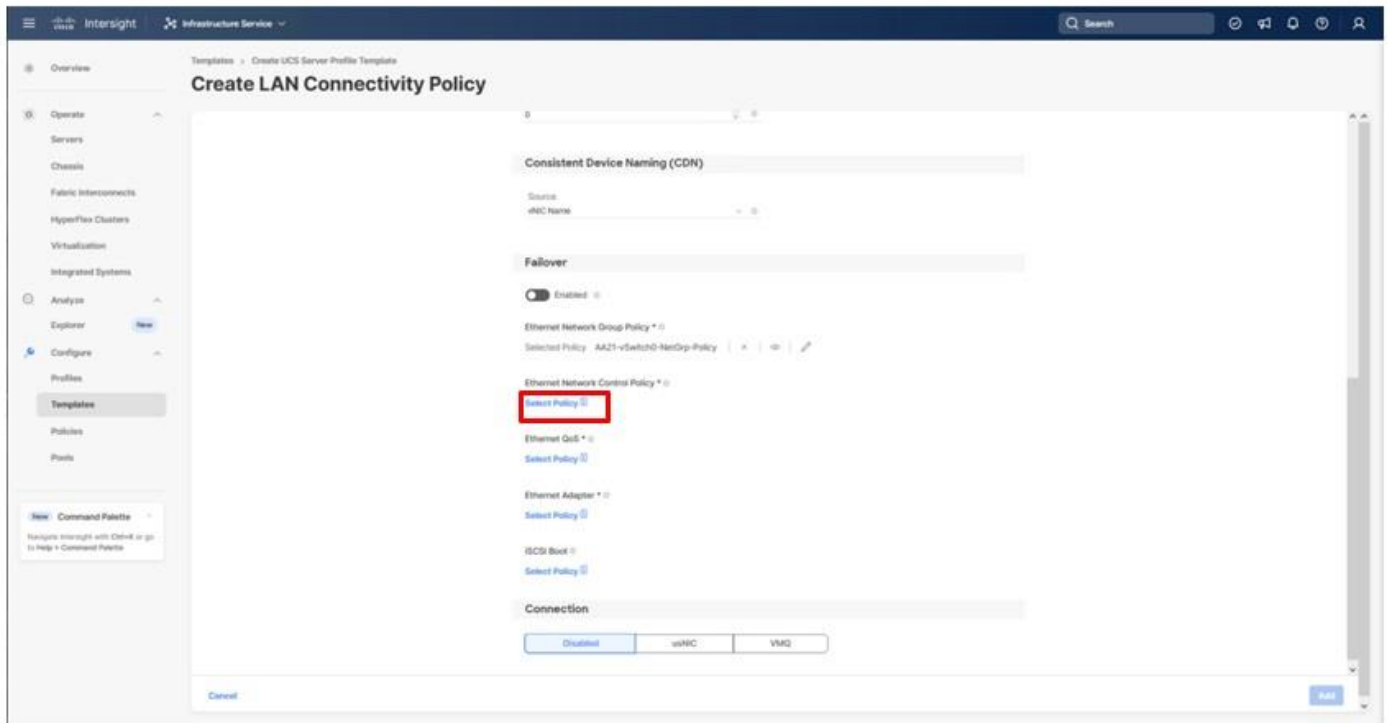 CISCO Intersight Infrastructure Service Search
Overview
Operate
Servers
Chassis
Fabric Interconnects
HyperFlex Clusters
Virtualization
Integrated Systems
Analyze
Explorer New
Configure
Profiles
Templates
Policies
Pools
New Command Palette
Navigate Intersight with Ctrl+K or go
to Help > Command Palette
Templates > Create UCS Server Profile Template
Create LAN Connectivity Policy
0
Consistent Device Naming (CDN)
Source
vNIC Name
Failover
Enabled
Ethernet Network Group Policy *
Selected Policy AA21-vSwitch0-NetGrp-Policy
Ethernet Network Control Policy *
Select Policy
Ethernet QoS *
Select Policy
Ethernet Adapter *
Select Policy
iSCSI Boot
Select Policy
Connection
Disabled usNIC VMQ
Cancel Add